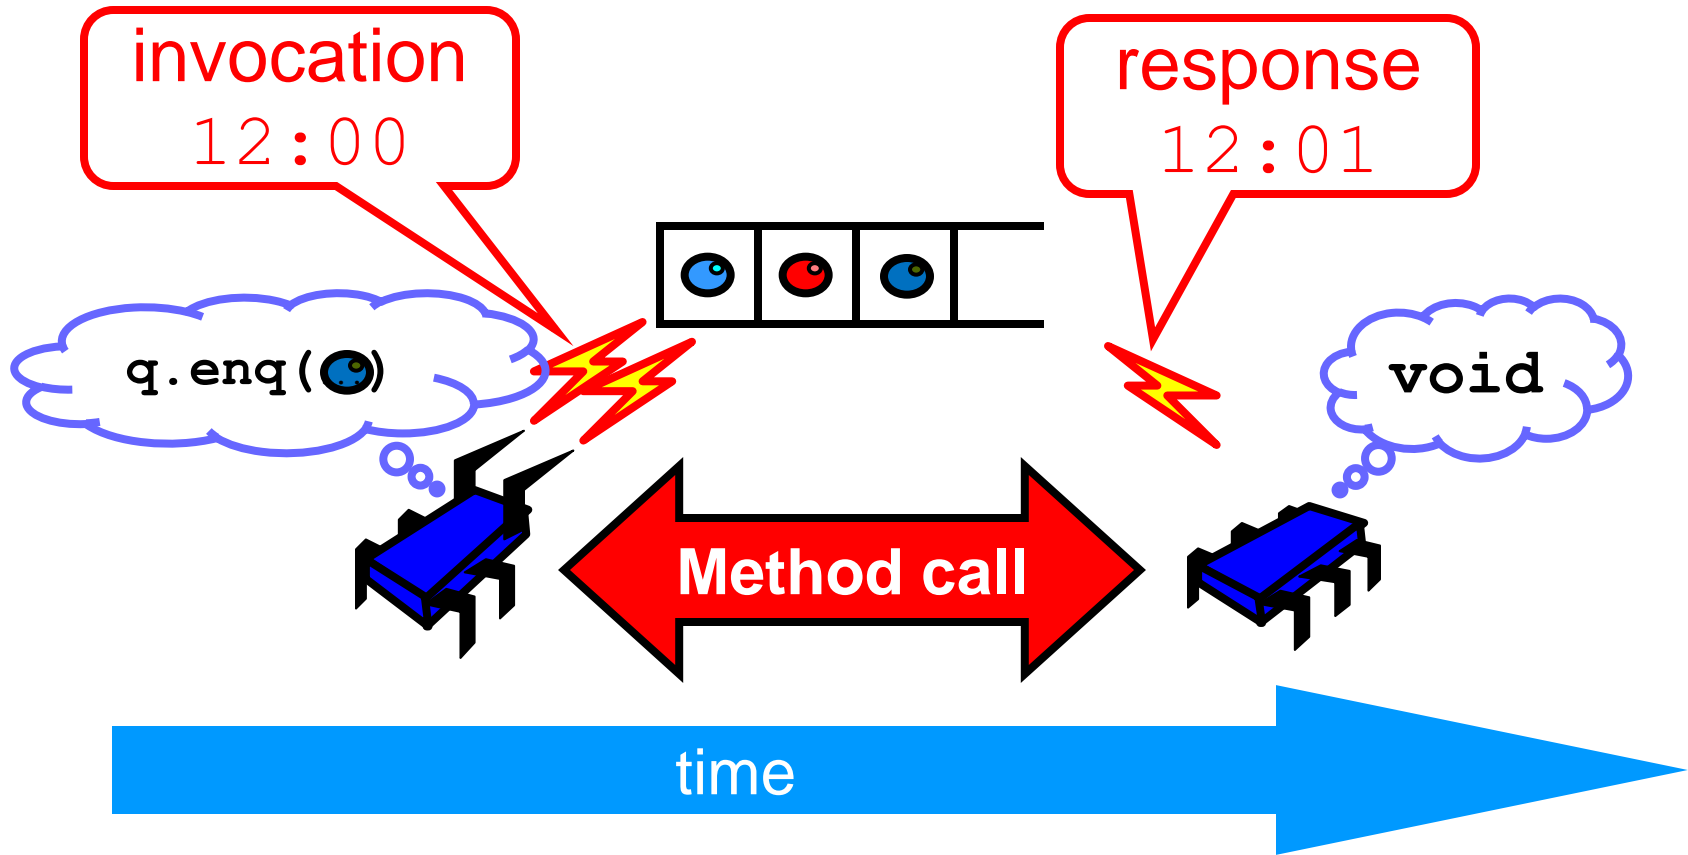 invocation
12:00
response
12:01
q.enq( )
void
Method call
time